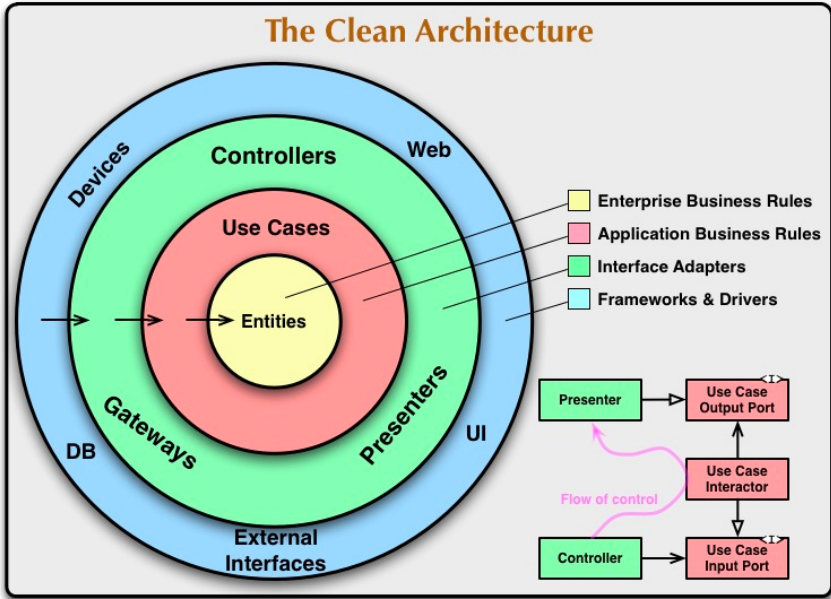 The Clean Architecture
Devices
Web
Controllers
Use Cases
Entities
Gateways
Presenters
DB
UI
External
Interfaces
Enterprise Business Rules
Application Business Rules
Interface Adapters
Frameworks & Drivers
Presenter
Use Case
Output Port
<I>
Flow of control
Use Case
Interactor
Controller
Use Case
Input Port
<I>